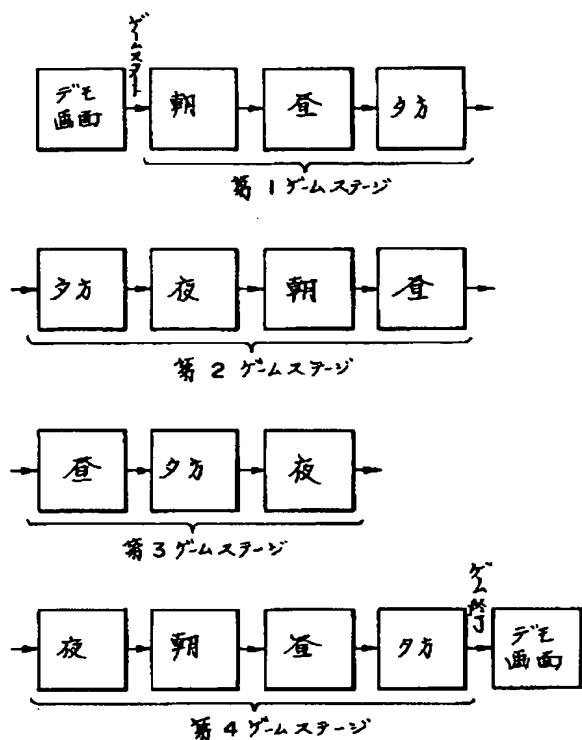 ゲームスタート
デモ
画面
朝
昼
夕方
第1ゲームステージ
夕方
夜
朝
昼
第2ゲームステージ
昼
夕方
夜
第3ゲームステージ
ゲーム終了
夜
朝
昼
夕方
デモ
画面
第4ゲームステージ